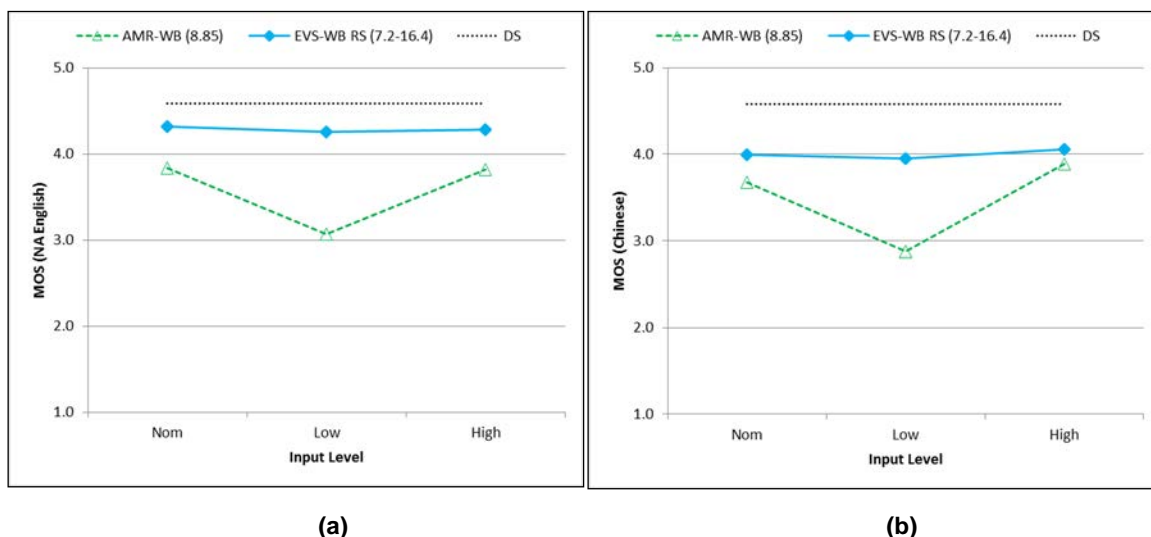 AMR-WB (8.85) EVS-WB RS (7.2-16.4) DS
5.0
4.0
3.0
2.0
1.0
MOS (NA English)
Nom Low High
Input Level
(a)
AMR-WB (8.85) EVS-WB RS (7.2-16.4) DS
5.0
4.0
3.0
2.0
1.0
MOS (Chinese)
Nom Low High
Input Level
(b)